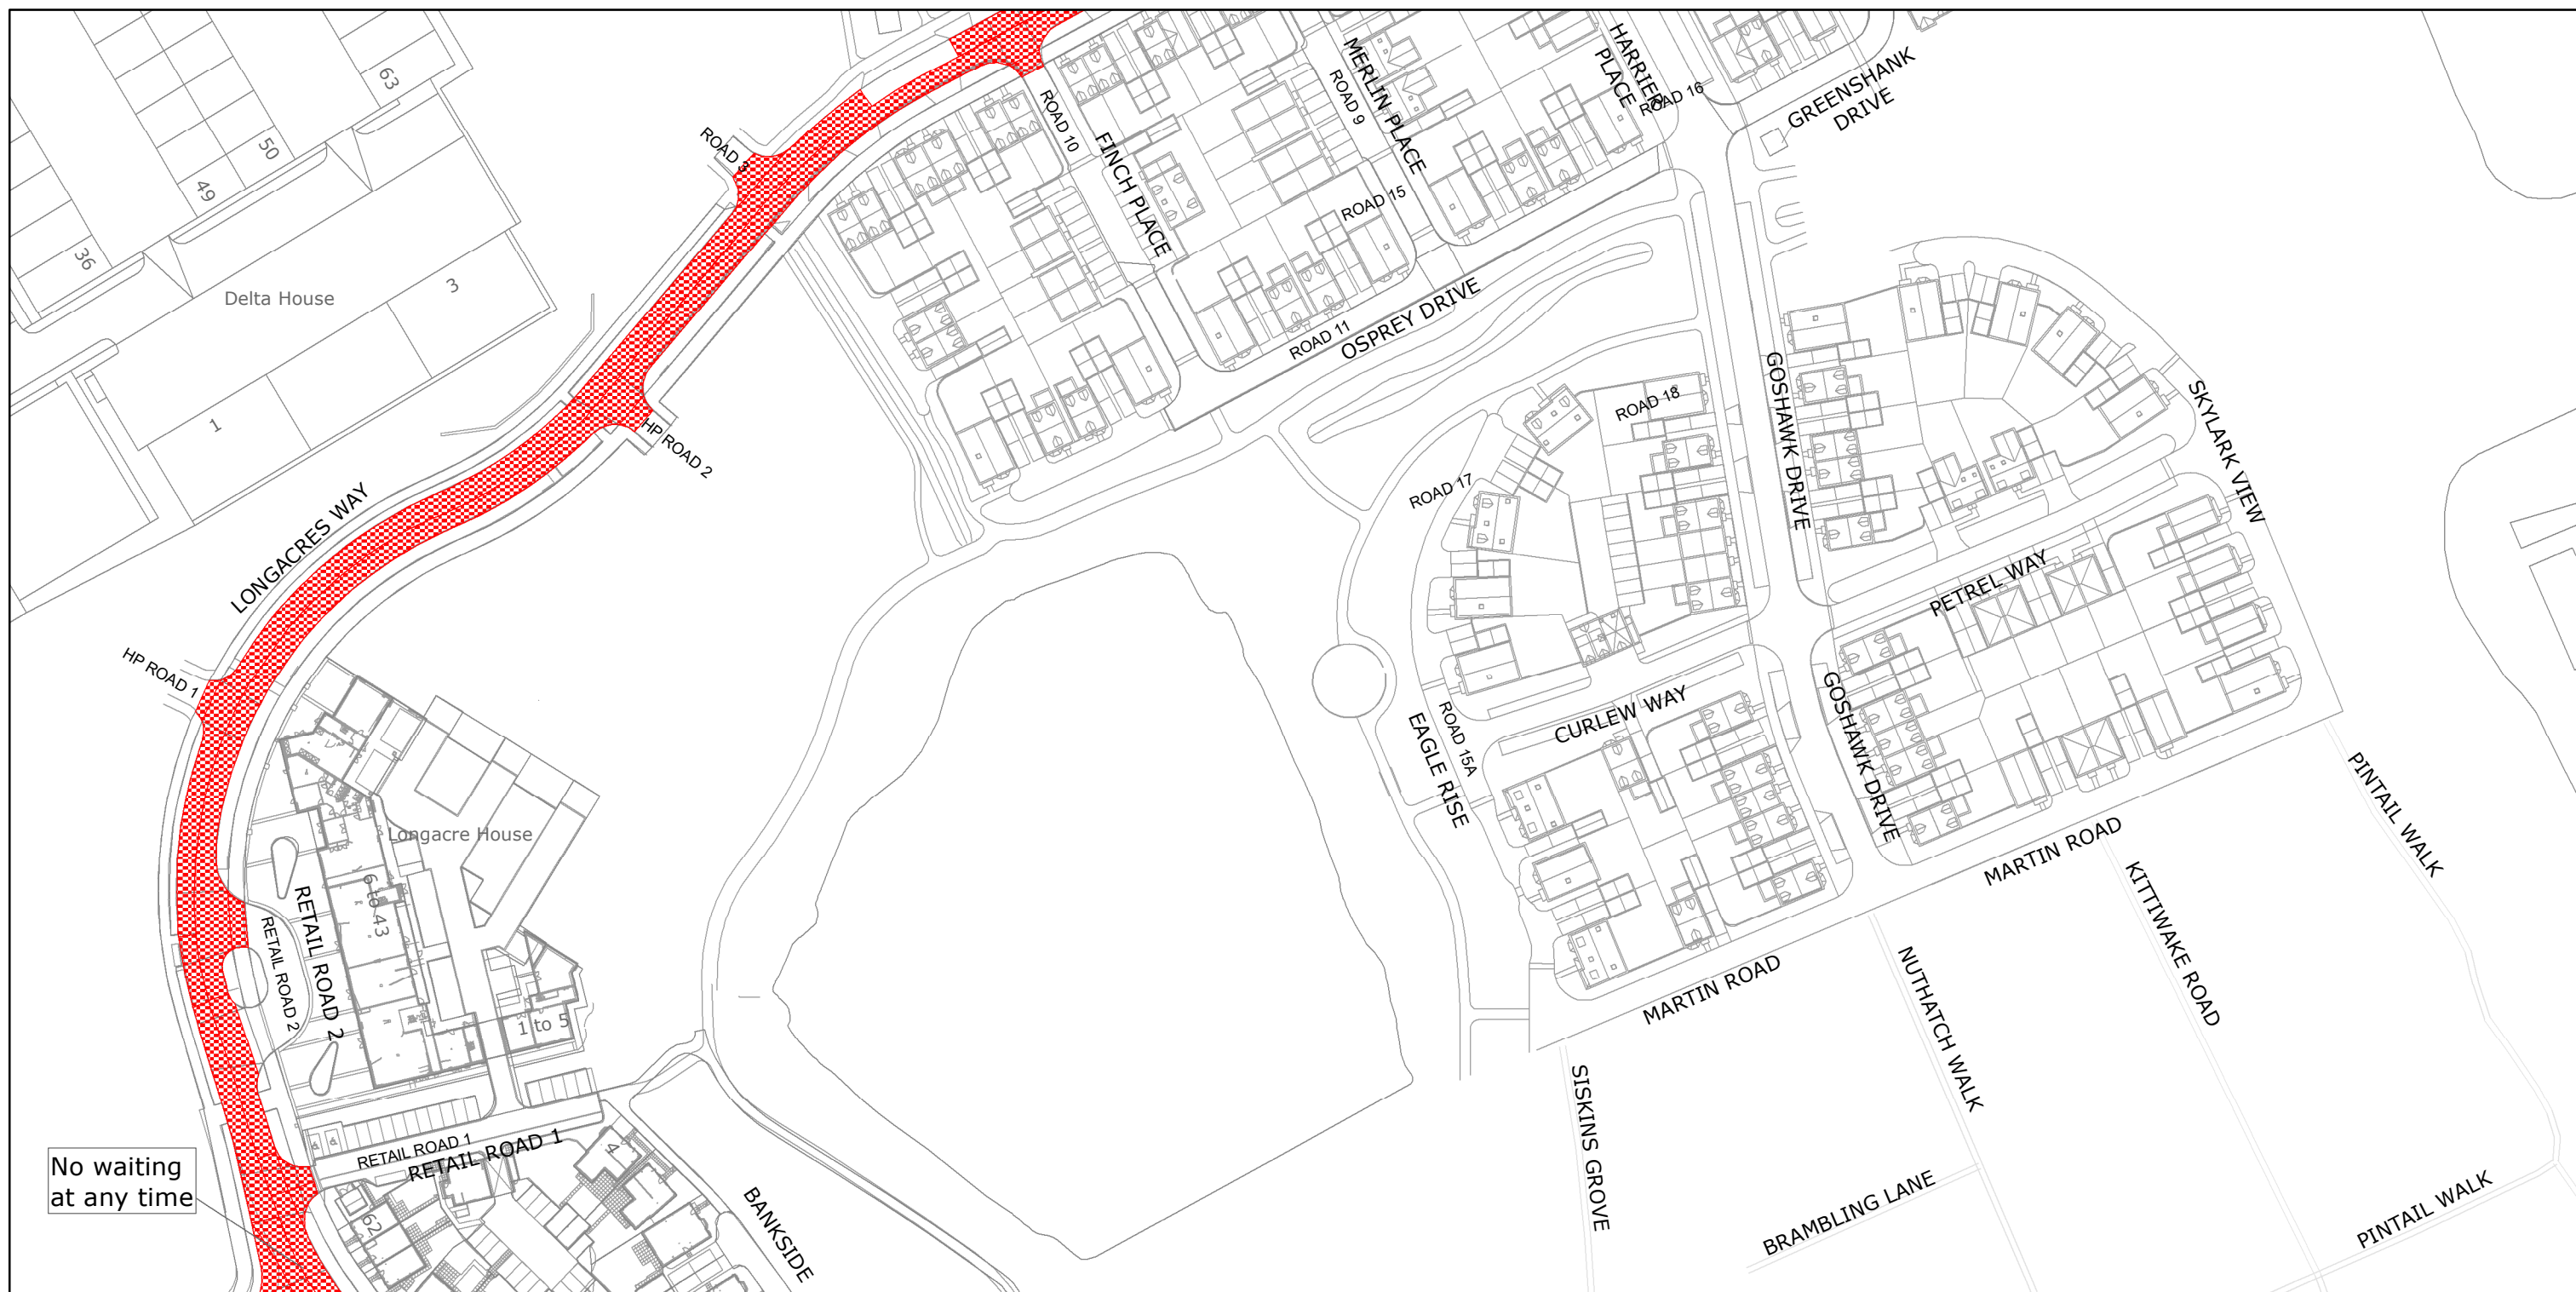 63
50
49
36
Delta House
3
1
ROAD 3
ROAD 10
FINCH PLACE
ROAD 9
MERLIN PLACE
HARRIER
PLACE
ROAD 16
GREENSHANK
DRIVE
ROAD 15
ROAD 11
OSPREY DRIVE
HP ROAD 2
LONGACRES WAY
HP ROAD 1
ROAD 18
ROAD 17
GOSHAWK DRIVE
SKYLARK VIEW
PETREL WAY
CURLEW WAY
ROAD 15A
EAGLE RISE
GOSHAWK DRIVE
MARTIN ROAD
MARTIN ROAD
PINTAIL WALK
KITTIWAKE ROAD
NUTHATCH WALK
SISKINS GROVE
BRAMBLING LANE
PINTAIL WALK
Longacre House
6 to 43
RETAIL ROAD 2
RETAIL ROAD 2
1 to 5
RETAIL ROAD 1
RETAIL ROAD 1
4
62
BANKSIDE
No waiting
at any time